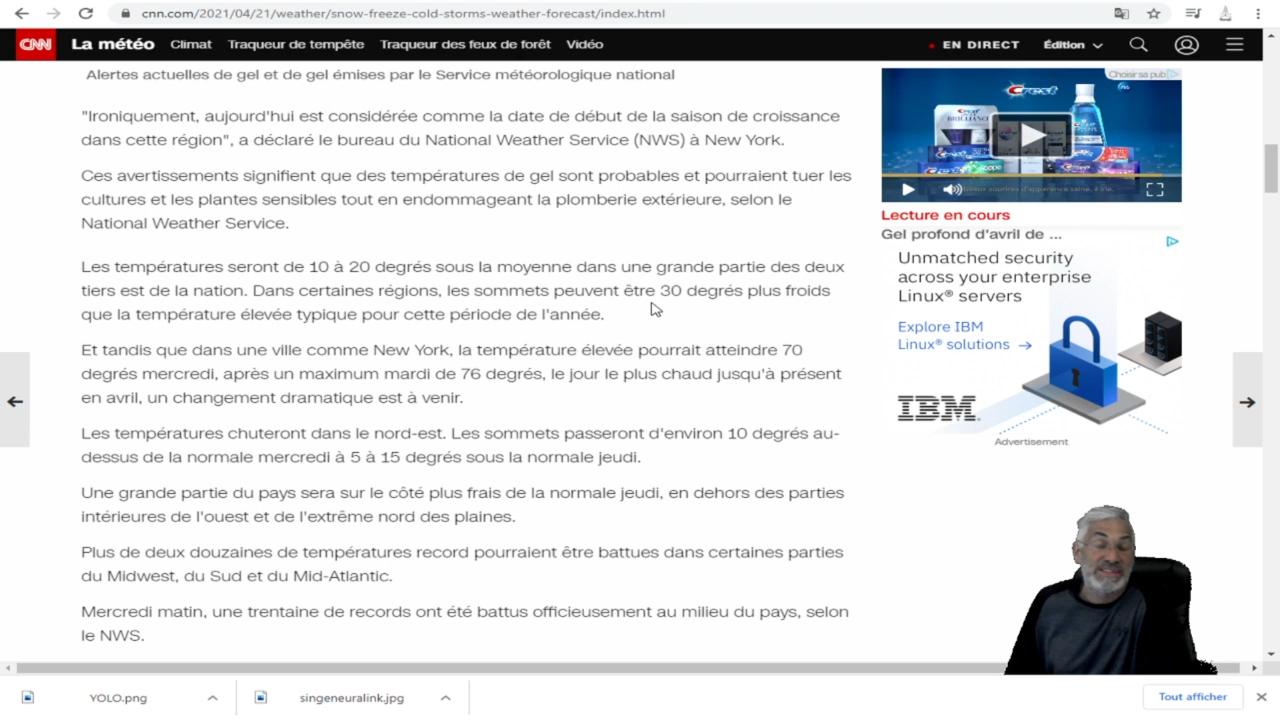 cnn.com/2021/04/21/weather/snow-freeze-cold-storms-weather-forecast/index.html
CNN La météo Climat Traqueur de tempête Traqueur des feux de forêt Vidéo EN DIRECT Édition
Alertes actuelles de gel et de gel émises par le Service météorologique national
"Ironiquement, aujourd'hui est considérée comme la date de début de la saison de croissance
dans cette région", a déclaré le bureau du National Weather Service (NWS) à New York.
Ces avertissements signifient que des températures de gel sont probables et pourraient tuer les
cultures et les plantes sensibles tout en endommageant la plomberie extérieure, selon le
National Weather Service.
Les températures seront de 10 à 20 degrés sous la moyenne dans une grande partie des deux
tiers est de la nation. Dans certaines régions, les sommets peuvent être 30 degrés plus froids
que la température élevée typique pour cette période de l'année.
Et tandis que dans une ville comme New York, la température élevée pourrait atteindre 70
degrés mercredi, après un maximum mardi de 76 degrés, le jour le plus chaud jusqu'à présent
en avril, un changement dramatique est à venir.
Les températures chuteront dans le nord-est. Les sommets passeront d'environ 10 degrés au-
dessus de la normale mercredi à 5 à 15 degrés sous la normale jeudi.
Une grande partie du pays sera sur le côté plus frais de la normale jeudi, en dehors des parties
intérieures de l'ouest et de l'extrême nord des plaines.
Plus de deux douzaines de températures record pourraient être battues dans certaines parties
du Midwest, du Sud et du Mid-Atlantic.
Mercredi matin, une trentaine de records ont été battus officieusement au milieu du pays, selon
le NWS.
Choisir sa pub
Crest
Lecture en cours
Gel profond d'avril de ...
Unmatched security
across your enterprise
Linux® servers
Explore IBM
Linux® solutions →
IBM
Advertisement
YOLO.png
singeneuralink.jpg
Tout afficher